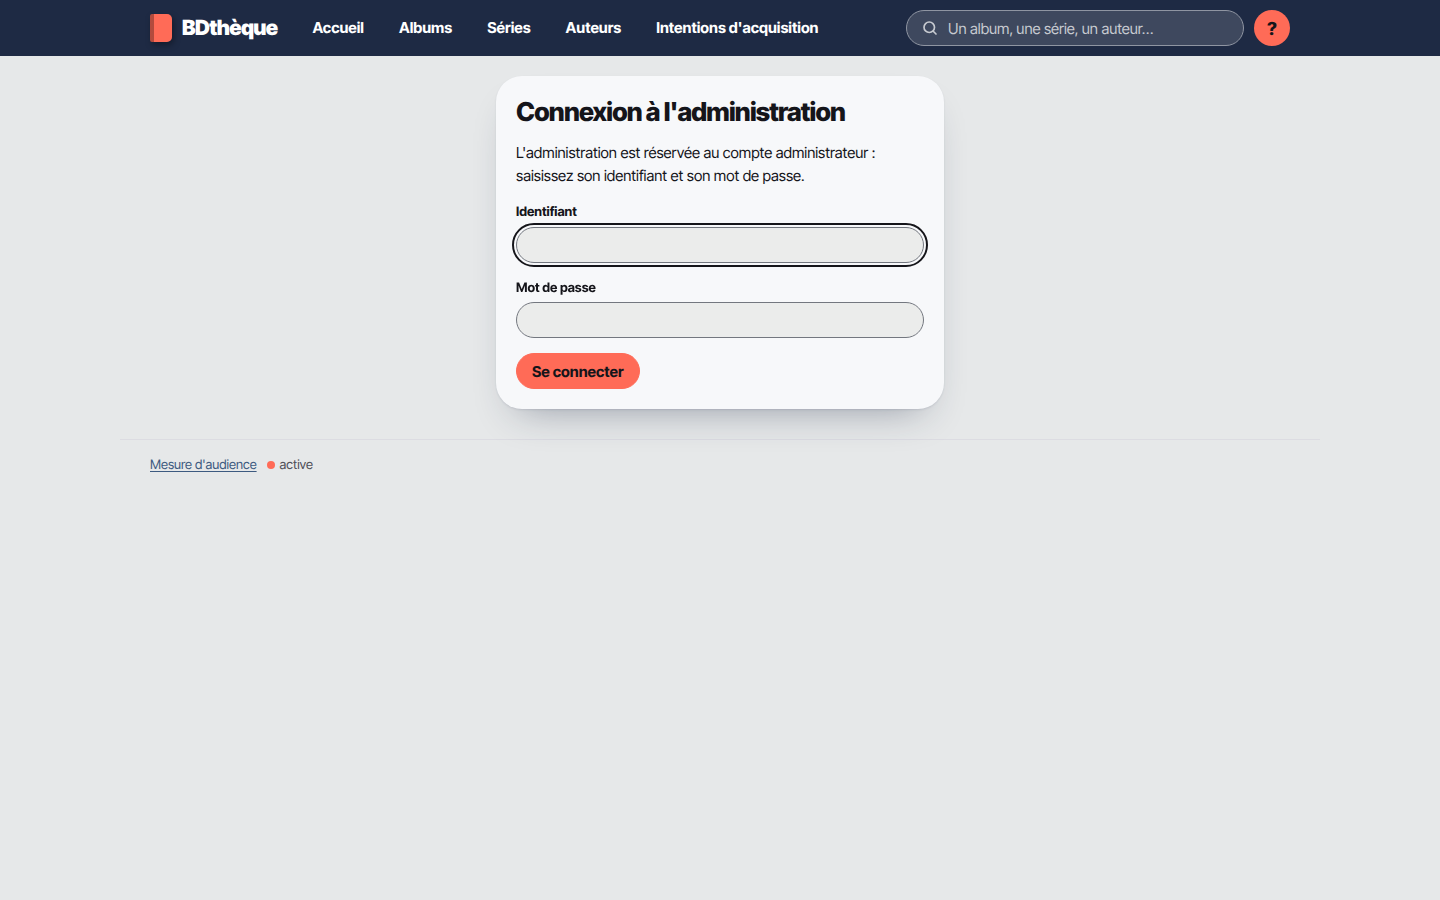 BDthèque
Accueil
Albums
Séries
Auteurs
Intentions d'acquisition
Un album, une série, un auteur...
?
Connexion à l'administration
L'administration est réservée au compte administrateur :
saisissez son identifiant et son mot de passe.
Identifiant
Mot de passe
Se connecter
Mesure d'audience
active